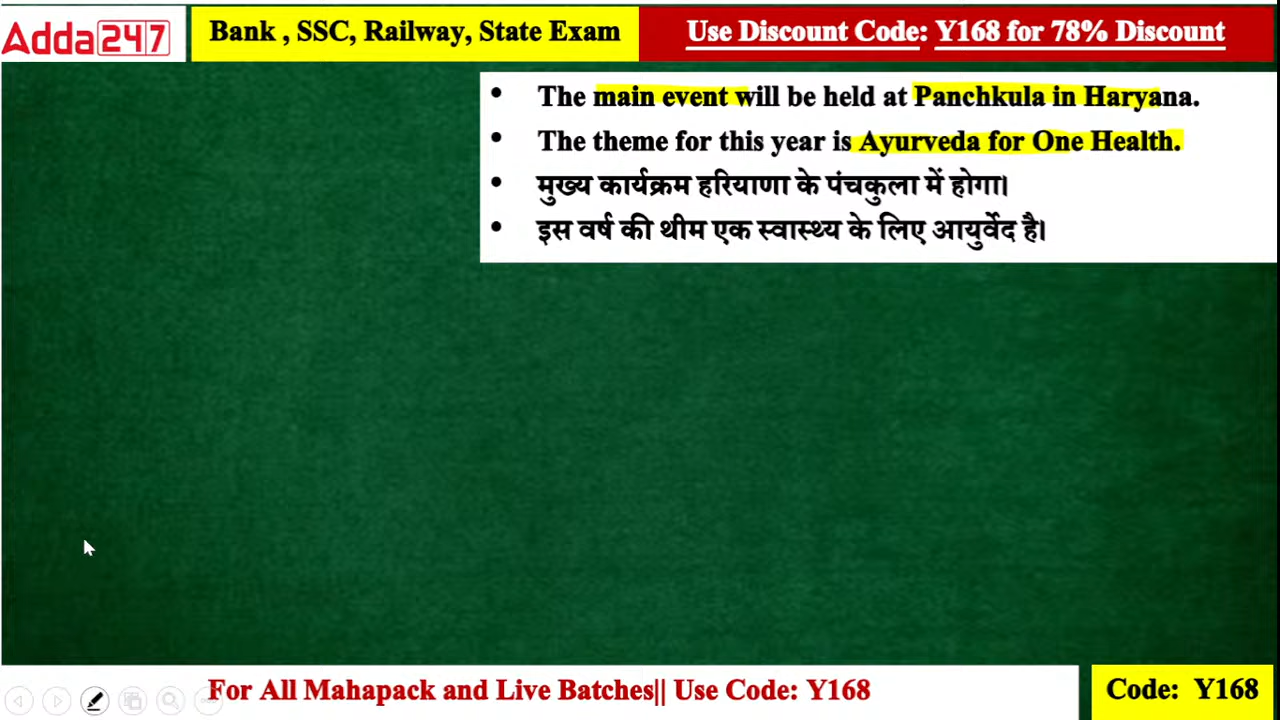 Adda247
Bank , SSC, Railway, State Exam
Use Discount Code: Y168 for 78% Discount
• The main event will be held at Panchkula in Haryana.
• The theme for this year is Ayurveda for One Health.
• मुख्य कार्यक्रम हरियाणा के पंचकुला में होगा।
• इस वर्ष की थीम एक स्वास्थ्य के लिए आयुर्वेद है।
For All Mahapack and Live Batches|| Use Code: Y168
Code: Y168